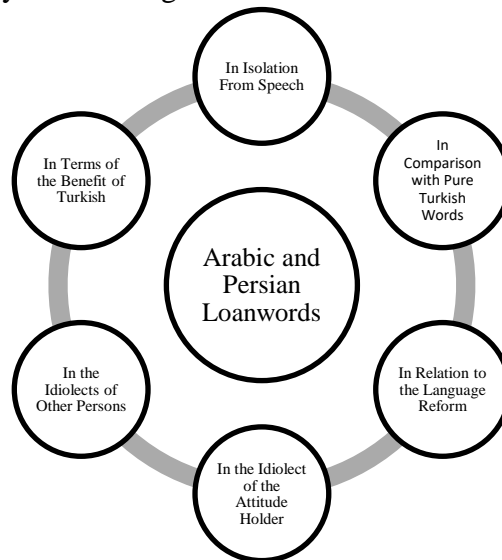 In Isolation
From Speech
In
Comparison
with Pure
Turkish
Words
In Relation to
the Language
Reform
In the Idiolect
of the
Attitude
Holder
In the
Idiolects of
Other Persons
In Terms of
the Benefit of
Turkish
Arabic and
Persian
Loanwords